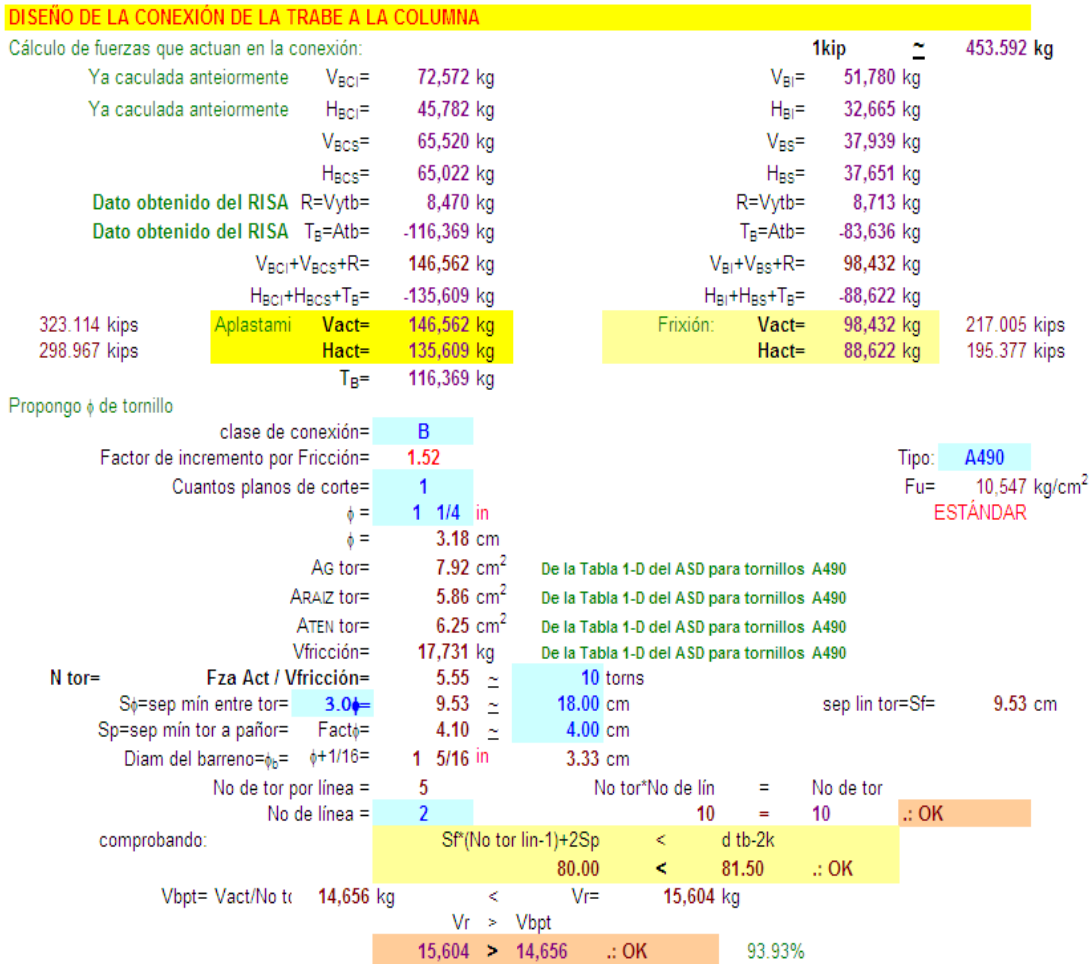 DISEÑO DE LA CONEXIÓN DE LA TRABE A LA COLUMNA
Cálculo de fuerzas que actuan en la conexión: 1kip ~ 453.592 kg
Ya caculada anteiormente VBCI= 72,572 kg VBI= 51,780 kg
Ya caculada anteiormente HBCI= 45,782 kg HBI= 32,665 kg
VBCS= 65,520 kg VBS= 37,939 kg
HBCS= 65,022 kg HBS= 37,651 kg
Dato obtenido del RISA R=Vytb= 8,470 kg R=Vytb= 8,713 kg
Dato obtenido del RISA TB=Atb= -116,369 kg TB=Atb= -83,636 kg
VBCI+VBCS+R= 146,562 kg VBI+VBS+R= 98,432 kg
HBCI+HBCS+TB= -135,609 kg HBI+HBS+TB= -88,622 kg
323.114 kips Aplastami Vact= 146,562 kg Frixión: Vact= 98,432 kg 217.005 kips
298.967 kips Hact= 135,609 kg Hact= 88,622 kg 195.377 kips
TB= 116,369 kg
Propongo ϕ de tornillo
clase de conexión= B
Factor de incremento por Fricción= 1.52 Tipo: A490
Cuantos planos de corte= 1 Fu= 10,547 kg/cm²
ϕ = 1 1/4 in ESTÁNDAR
ϕ = 3.18 cm
AG tor= 7.92 cm² De la Tabla 1-D del ASD para tornillos A490
ARAIZ tor= 5.86 cm² De la Tabla 1-D del ASD para tornillos A490
ATEN tor= 6.25 cm² De la Tabla 1-D del ASD para tornillos A490
Vfricción= 17,731 kg De la Tabla 1-D del ASD para tornillos A490
N tor= Fza Act / Vfricción= 5.55 ~ 10 torns
Sϕ=sep mín entre tor= 3.0ϕ= 9.53 ~ 18.00 cm sep lin tor=Sf= 9.53 cm
Sp=sep mín tor a pañor= Factϕ= 4.10 ~ 4.00 cm
Diam del barreno=ϕb= ϕ+1/16= 1 5/16 in 3.33 cm
No de tor por línea = 5 No tor*No de lín = No de tor
No de línea = 2 10 = 10 .: OK
comprobando: Sf*(No tor lin-1)+2Sp < d tb-2k
80.00 < 81.50 .: OK
Vbpt= Vact/No tc 14,656 kg < Vr= 15,604 kg
Vr > Vbpt
15,604 > 14,656 .: OK 93.93%